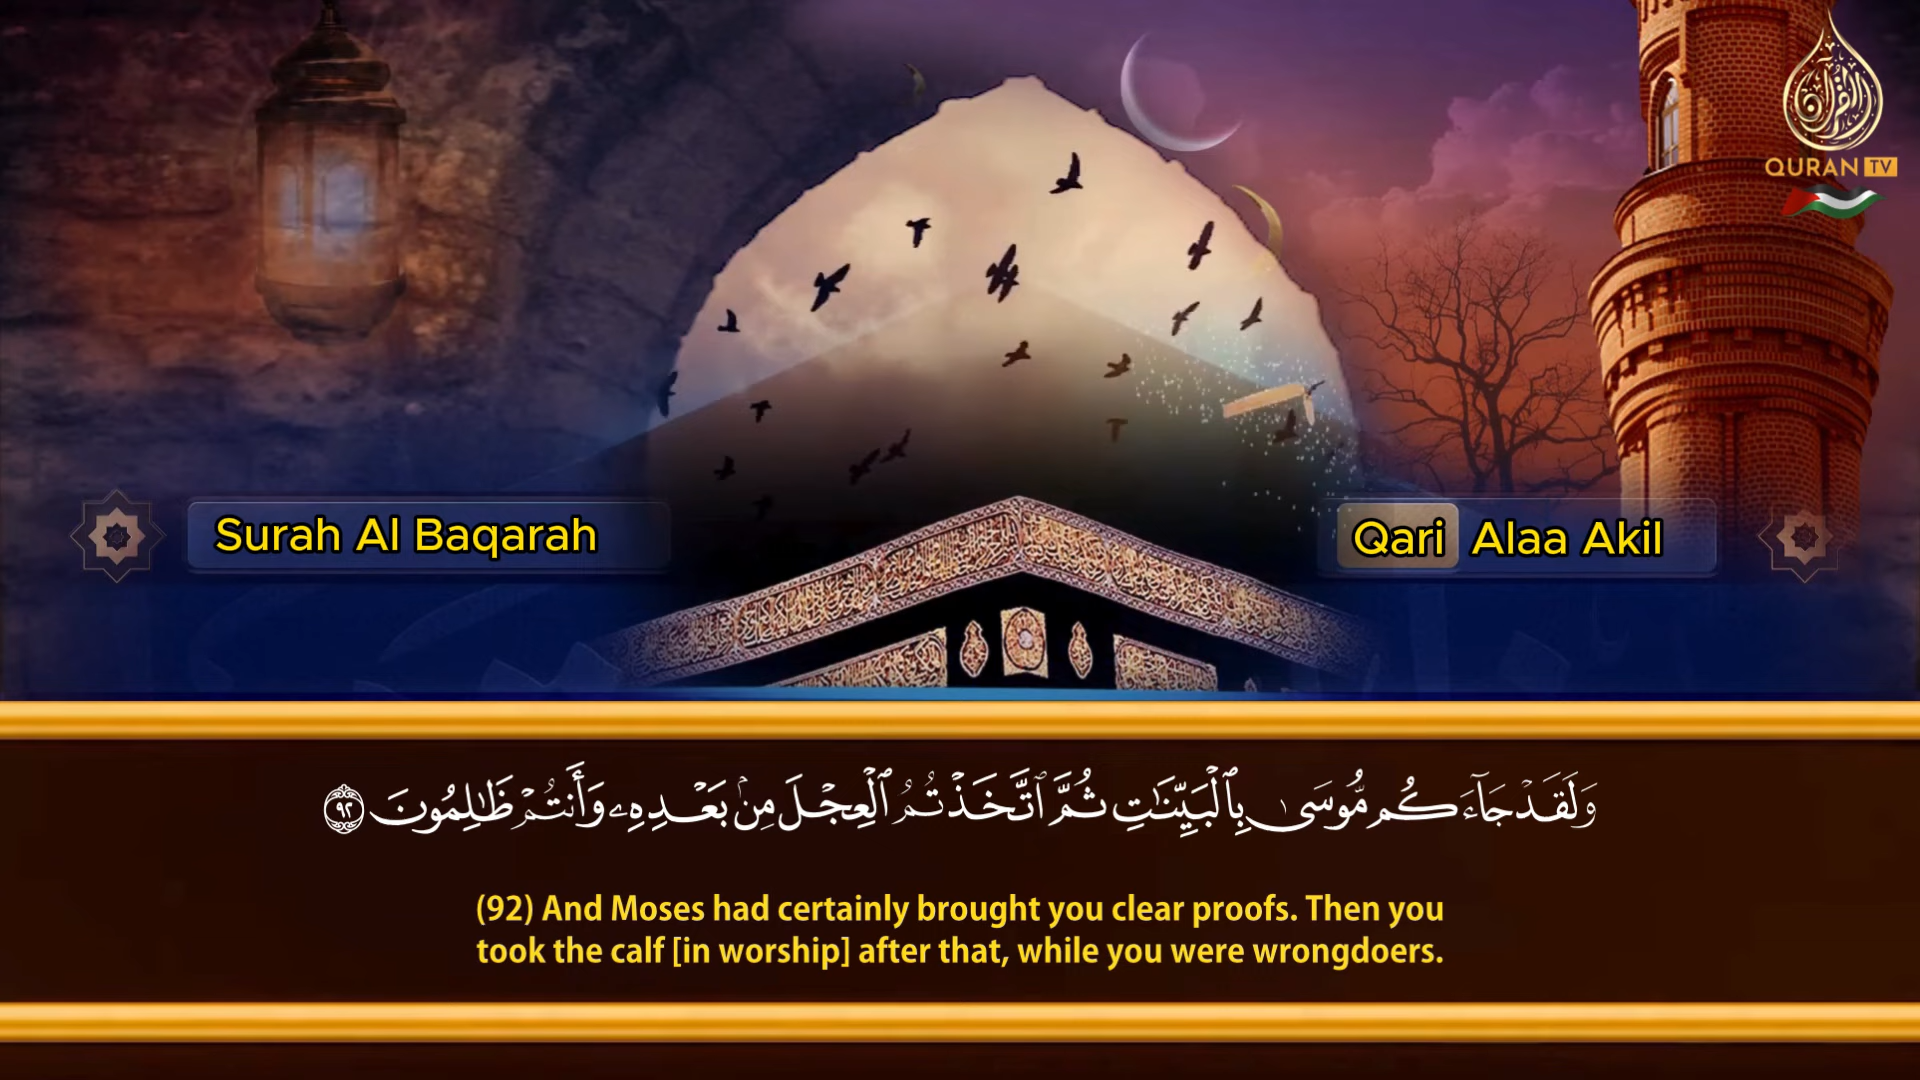 القرآن
QURAN TV
Surah Al Baqarah
Qari Alaa Akil
وَلَقَدْ جَآءَكُم مُّوسَىٰ بِٱلْبَيِّنَـٰتِ ثُمَّ ٱتَّخَذْتُمُ ٱلْعِجْلَ مِنۢ بَعْدِهِۦ وَأَنتُمْ ظَـٰلِمُونَ ٩٢
(92) And Moses had certainly brought you clear proofs. Then you
took the calf [in worship] after that, while you were wrongdoers.